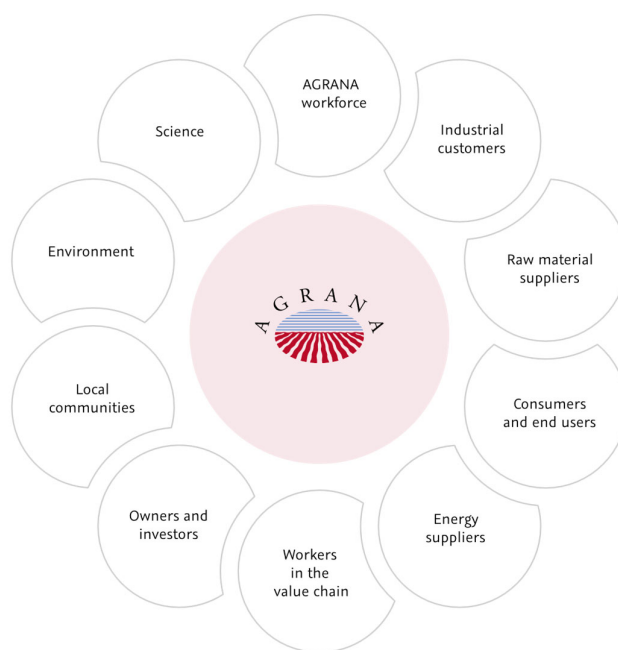 AGRANA
workforce
Industrial
customers
Raw material
suppliers
Consumers
and end users
Energy
suppliers
Workers
in the
value chain
Owners and
investors
Local
communities
Environment
Science
AGRANA